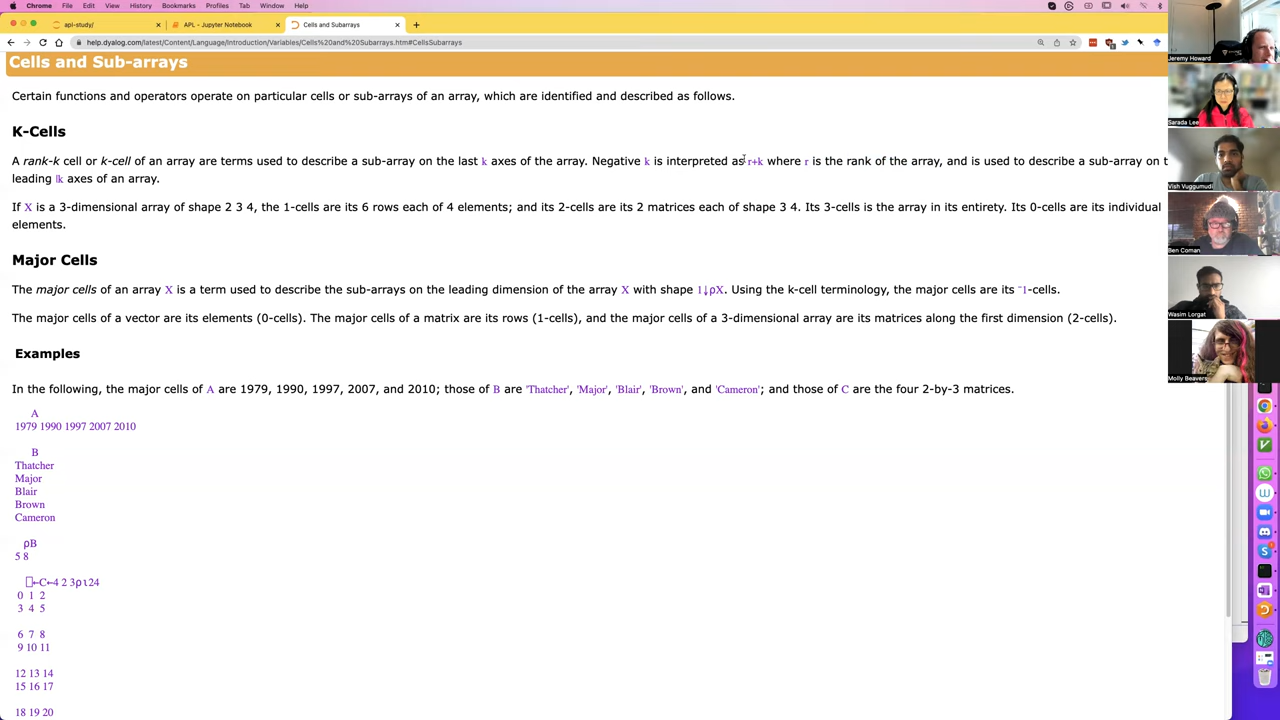 Chrome File Edit View History Bookmarks Profiles Tab Window Help
apl-study/ APL - Jupyter Notebook Cells and Subarrays
help.dyalog.com/latest/Content/Language/Introduction/Variables/Cells%20and%20Subarrays.htm#CellsSubarrays
Cells and Sub-arrays
Certain functions and operators operate on particular cells or sub-arrays of an array, which are identified and described as follows.
K-Cells
A rank-k cell or k-cell of an array are terms used to describe a sub-array on the last k axes of the array. Negative k is interpreted as r+k where r is the rank of the array, and is used to describe a sub-array on t
leading |k axes of an array.
If X is a 3-dimensional array of shape 2 3 4, the 1-cells are its 6 rows each of 4 elements; and its 2-cells are its 2 matrices each of shape 3 4. Its 3-cells is the array in its entirety. Its 0-cells are its individual
elements.
Major Cells
The major cells of an array X is a term used to describe the sub-arrays on the leading dimension of the array X with shape 1↓⍴X. Using the k-cell terminology, the major cells are its ¯1-cells.
The major cells of a vector are its elements (0-cells). The major cells of a matrix are its rows (1-cells), and the major cells of a 3-dimensional array are its matrices along the first dimension (2-cells).
Examples
In the following, the major cells of A are 1979, 1990, 1997, 2007, and 2010; those of B are 'Thatcher', 'Major', 'Blair', 'Brown', and 'Cameron'; and those of C are the four 2-by-3 matrices.
A
1979 1990 1997 2007 2010
B
Thatcher
Major
Blair
Brown
Cameron
⍴B
5 8
⎕←C←4 2 3⍴⍳24
0 1 2
3 4 5
6 7 8
9 10 11
12 13 14
15 16 17
18 19 20
Jeremy Howard
Sarada Lee
Vish Vuggumudi
Ben Coman
Wasim Lorgat
Molly Beavers